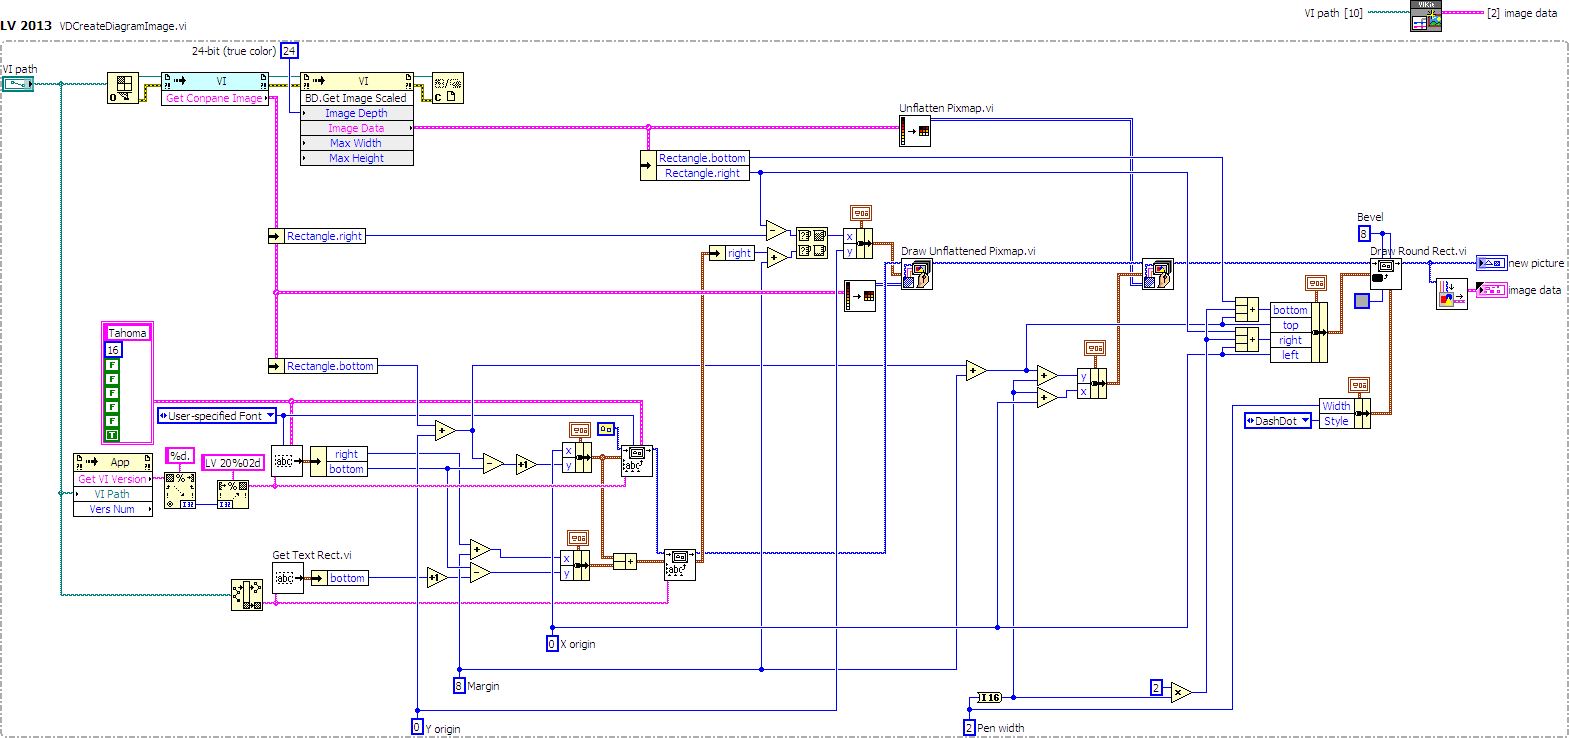 VI path [10]
VIKit
[2] image data
LV 2013 VDCreateDiagramImage.vi
24-bit (true color) 24
VI path
VI
VI
Get Conpane Image
BD.Get Image Scaled
Image Depth
Image Data
Max Width
Max Height
Unflatten Pixmap.vi
Rectangle.bottom
Rectangle.right
Rectangle.right
x
y
right
Draw Unflattened Pixmap.vi
Bevel
8
Draw Round Rect.vi
new picture
image data
bottom
top
right
left
Tahoma
16
F
F
F
F
F
T
Rectangle.bottom
y
x
User-specified Font
Width
Style
DashDot
App
Get VI Version
VI Path
Vers Num
%d.
LV 20%02d
abc
right
bottom
+1
x
y
abc
Get Text Rect.vi
abc
bottom
+1
x
y
abc
0 X origin
8 Margin
0 Y origin
I16
2
x
2 Pen width